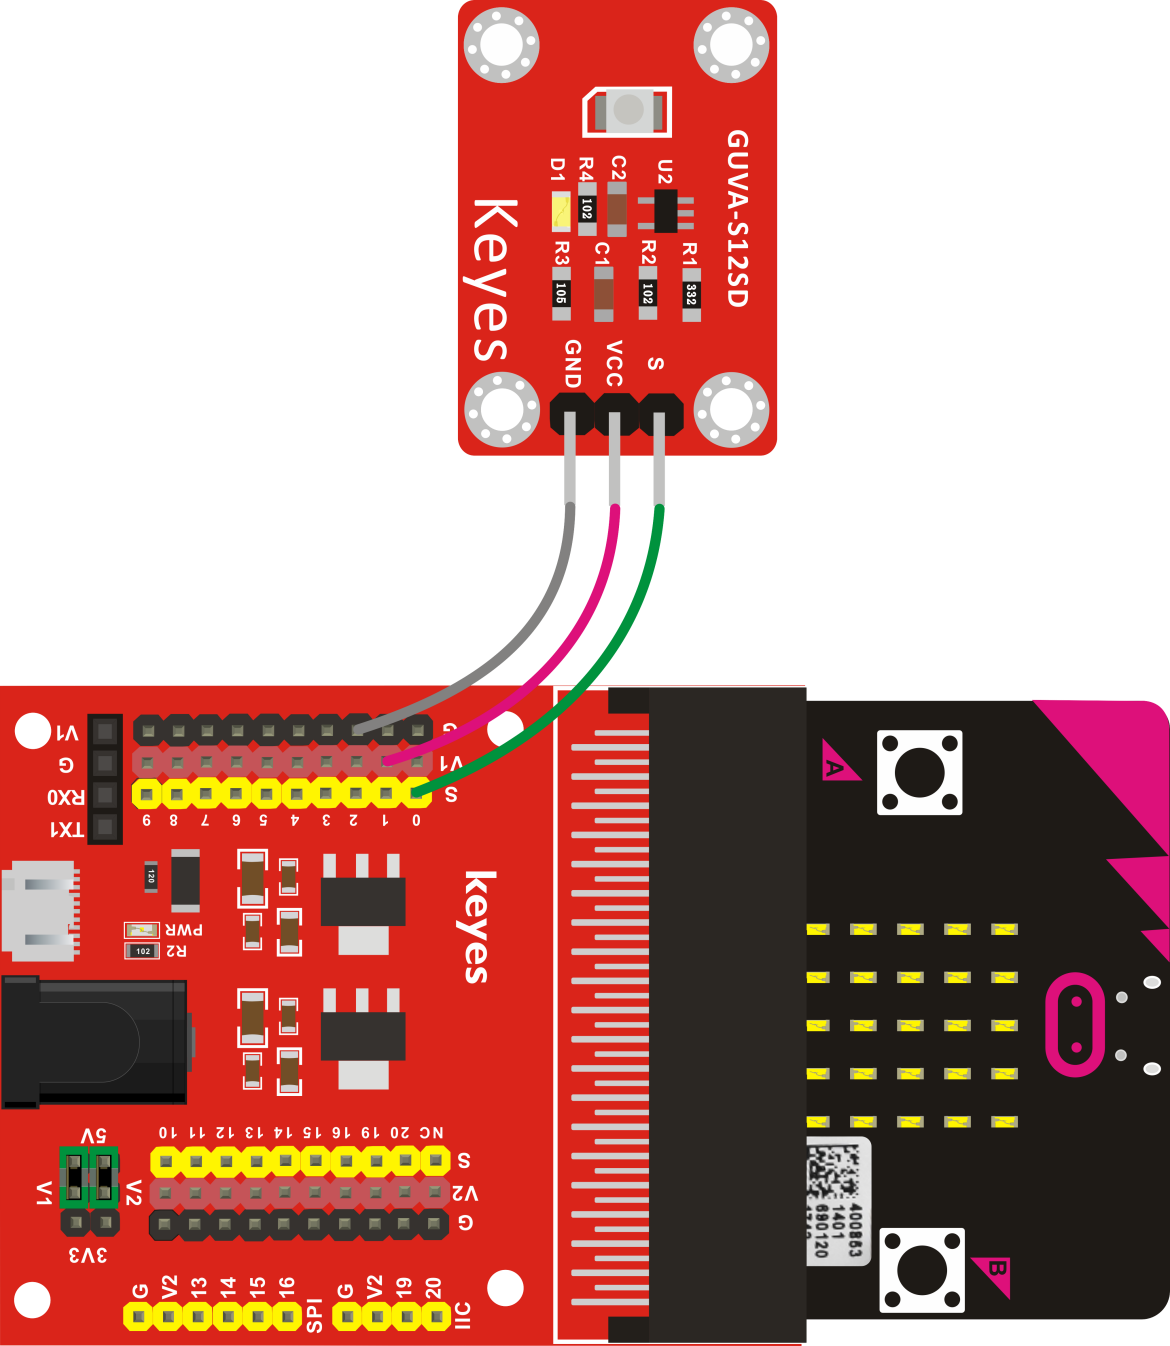 GUVA-S12SD
Keyes
D1
R4
C2
U2
102
R3
C1
R2
R1
105
102
332
GND
VCC
S
V1
G
RX0
TX1
G
V1
S
9 8 7 6 5 4 3 2 1 0
120
PWR
R2
102
keyes
A
5V
V1
V2
3V3
10 11 12 13 14 15 16 19 20 NC
S
V2
G
G
V2
13
14
15
16
SPI
G
V2
19
20
IIC
400863
1401
680120
B